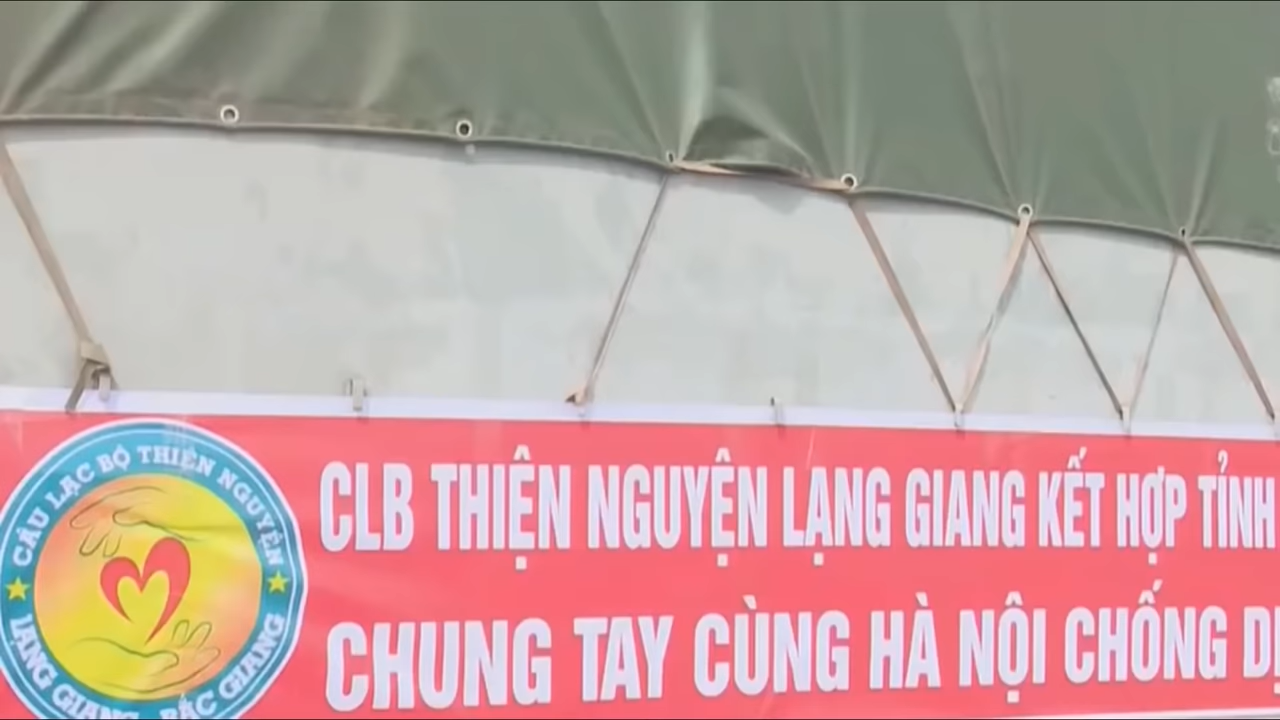 CÂU LẠC BỘ THIỆN NGUYỆN
LẠNG GIANG - BẮC GIANG
CLB THIỆN NGUYỆN LẠNG GIANG KẾT HỢP TỈNH
CHUNG TAY CÙNG HÀ NỘI CHỐNG